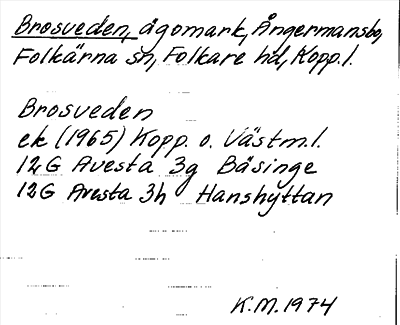 Brosveden, ägomark, Ångermansbo,
Folkärna sn, Folkare hd, Kopp.l.
Brosveden
ek (1965) Kopp. o. Västm.l.
12G Avesta 3g Bäsinge
12G Avesta 3h Hanshyttan
K.M. 1974